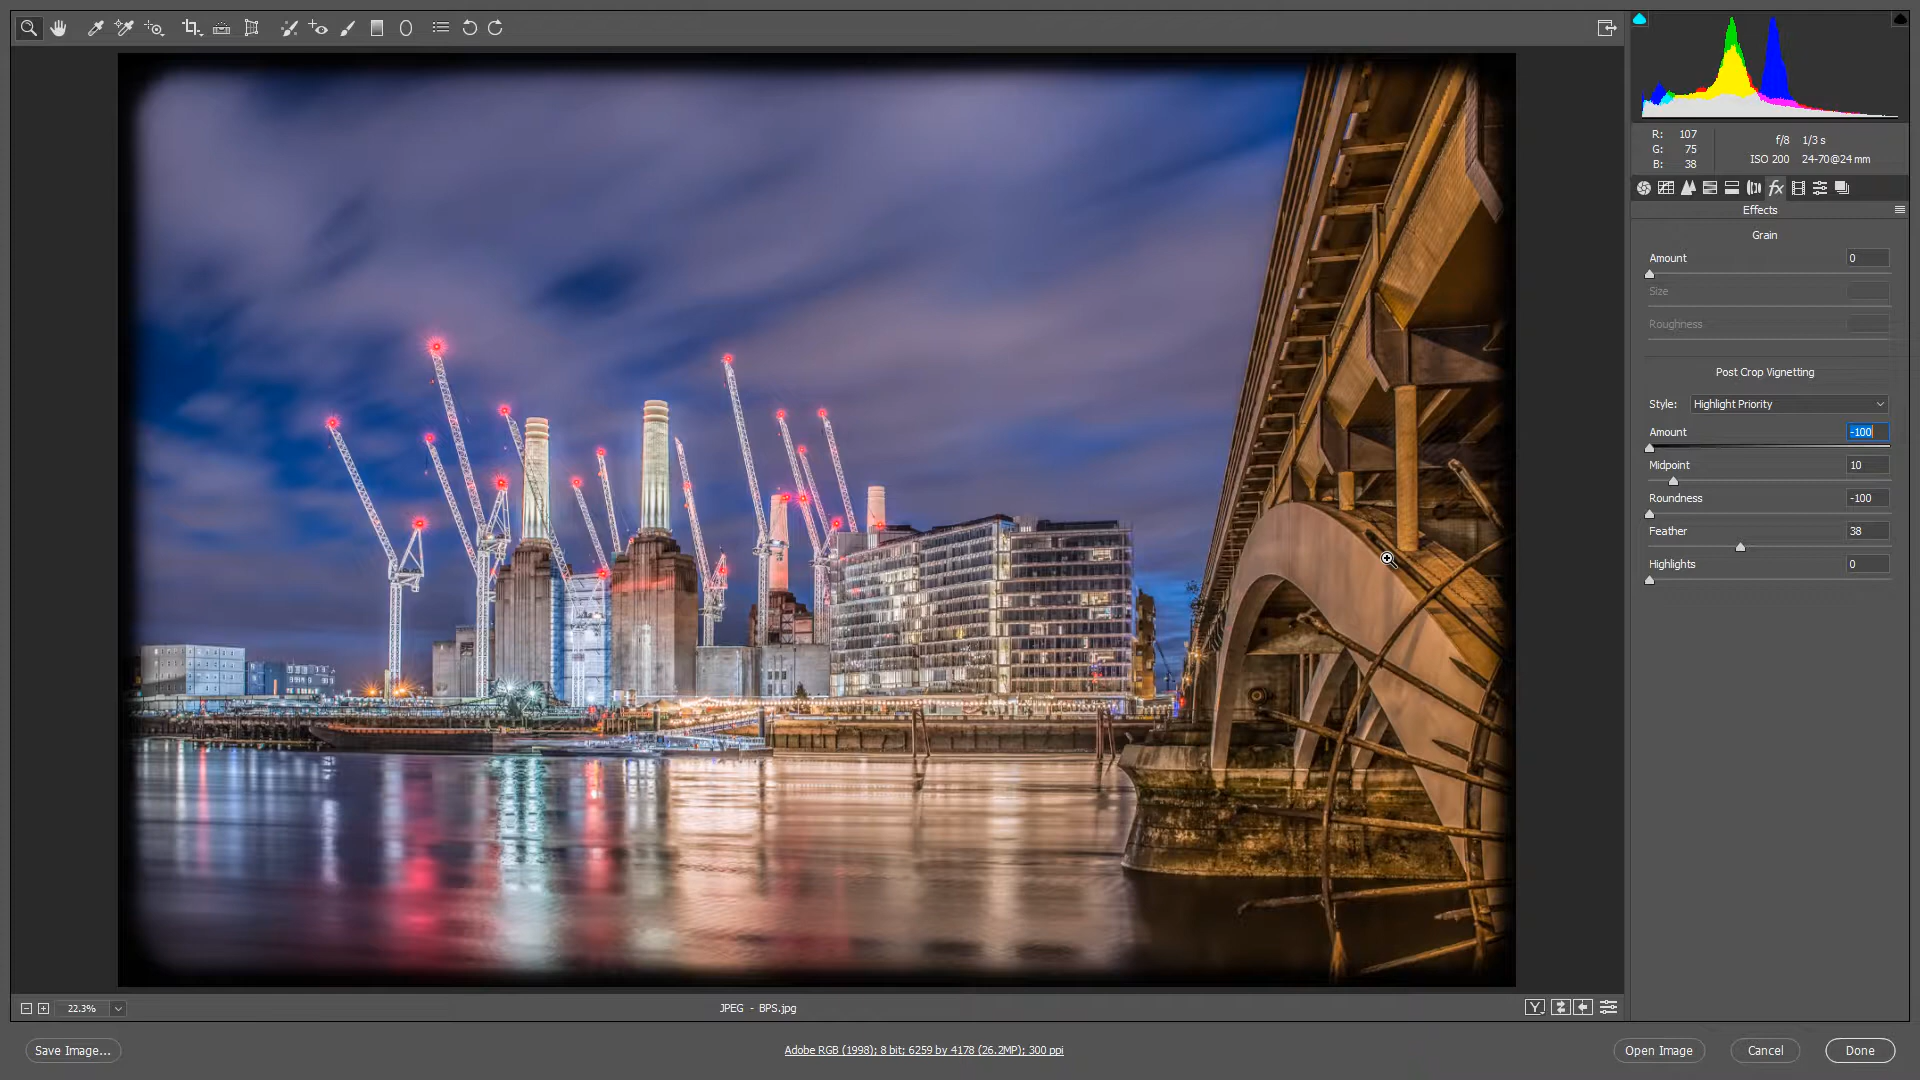 R: 107
G: 75
B: 38
f/8 1/3 s
ISO 200 24-70@24 mm
fx
Effects
Grain
Amount 0
Size
Roughness
Post Crop Vignetting
Style: Highlight Priority
Amount -100
Midpoint 10
Roundness -100
Feather 38
Highlights 0
22.3%
JPEG - BPS.jpg
Y
Save Image...
Adobe RGB (1998); 8 bit; 6259 by 4178 (26.2MP); 300 ppi
Open Image
Cancel
Done